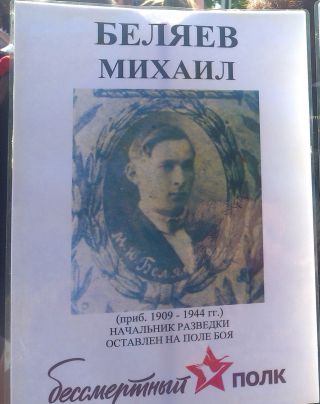 БЕЛЯЕВ
МИХАИЛ
(приб. 1909 - 1944 гг.)
НАЧАЛЬНИК РАЗВЕДКИ
ОСТАВЛЕН НА ПОЛЕ БОЯ
бессмертный ПОЛК